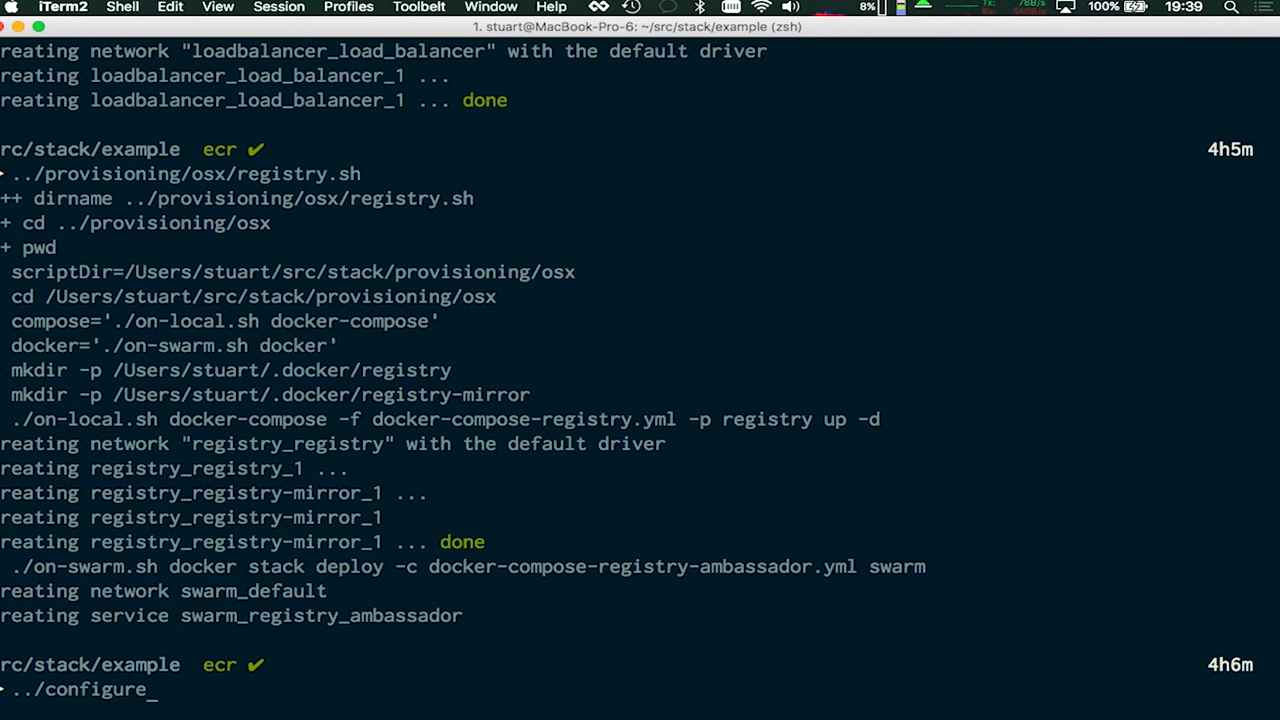 iTerm2 Shell Edit View Session Profiles Toolbelt Window Help 8% 100% 19:39
1. stuart@MacBook-Pro-6: ~/src/stack/example (zsh)
reating network "loadbalancer_load_balancer" with the default driver
reating loadbalancer_load_balancer_1 ...
reating loadbalancer_load_balancer_1 ... done
rc/stack/example ecr ✔ 4h5m
../provisioning/osx/registry.sh
++ dirname ../provisioning/osx/registry.sh
+ cd ../provisioning/osx
+ pwd
scriptDir=/Users/stuart/src/stack/provisioning/osx
cd /Users/stuart/src/stack/provisioning/osx
compose='./on-local.sh docker-compose'
docker='./on-swarm.sh docker'
mkdir -p /Users/stuart/.docker/registry
mkdir -p /Users/stuart/.docker/registry-mirror
./on-local.sh docker-compose -f docker-compose-registry.yml -p registry up -d
reating network "registry_registry" with the default driver
reating registry_registry_1 ...
reating registry_registry-mirror_1 ...
reating registry_registry-mirror_1
reating registry_registry-mirror_1 ... done
./on-swarm.sh docker stack deploy -c docker-compose-registry-ambassador.yml swarm
reating network swarm_default
reating service swarm_registry_ambassador
rc/stack/example ecr ✔ 4h6m
../configure_